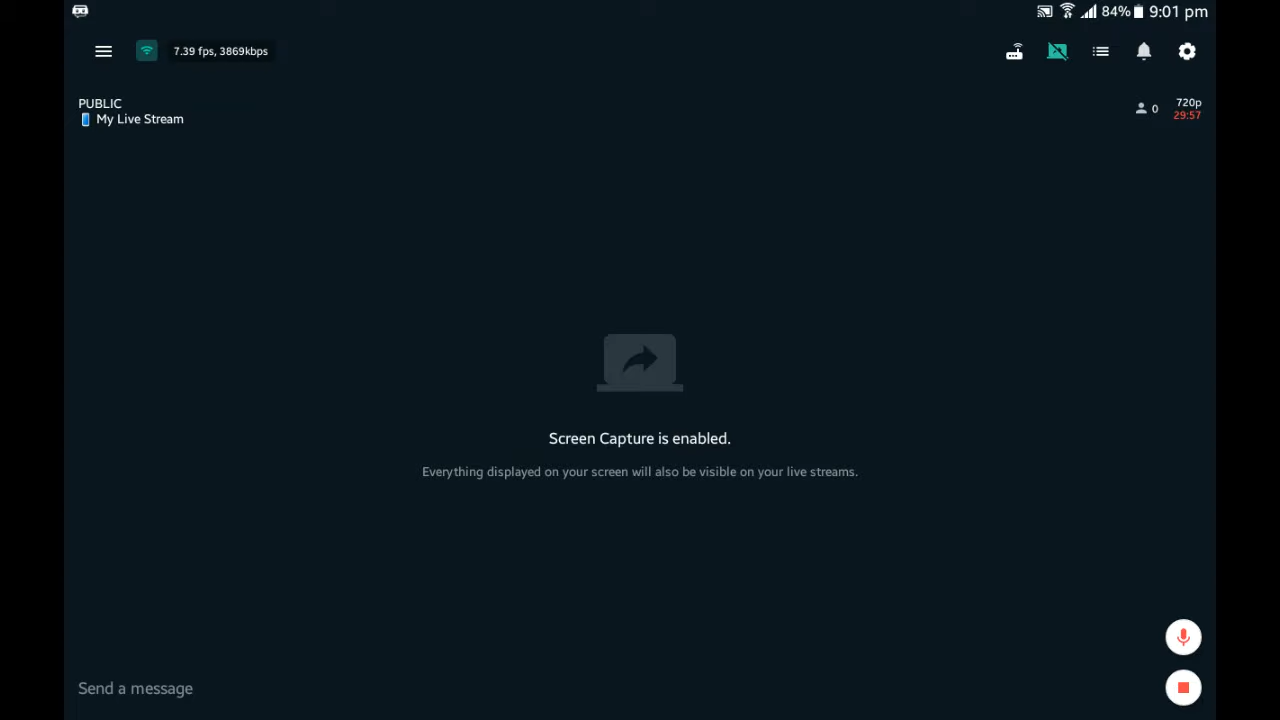 84% 9:01 pm
7.39 fps, 3869kbps
PUBLIC
My Live Stream
0
720p
29:57
Screen Capture is enabled.
Everything displayed on your screen will also be visible on your live streams.
Send a message